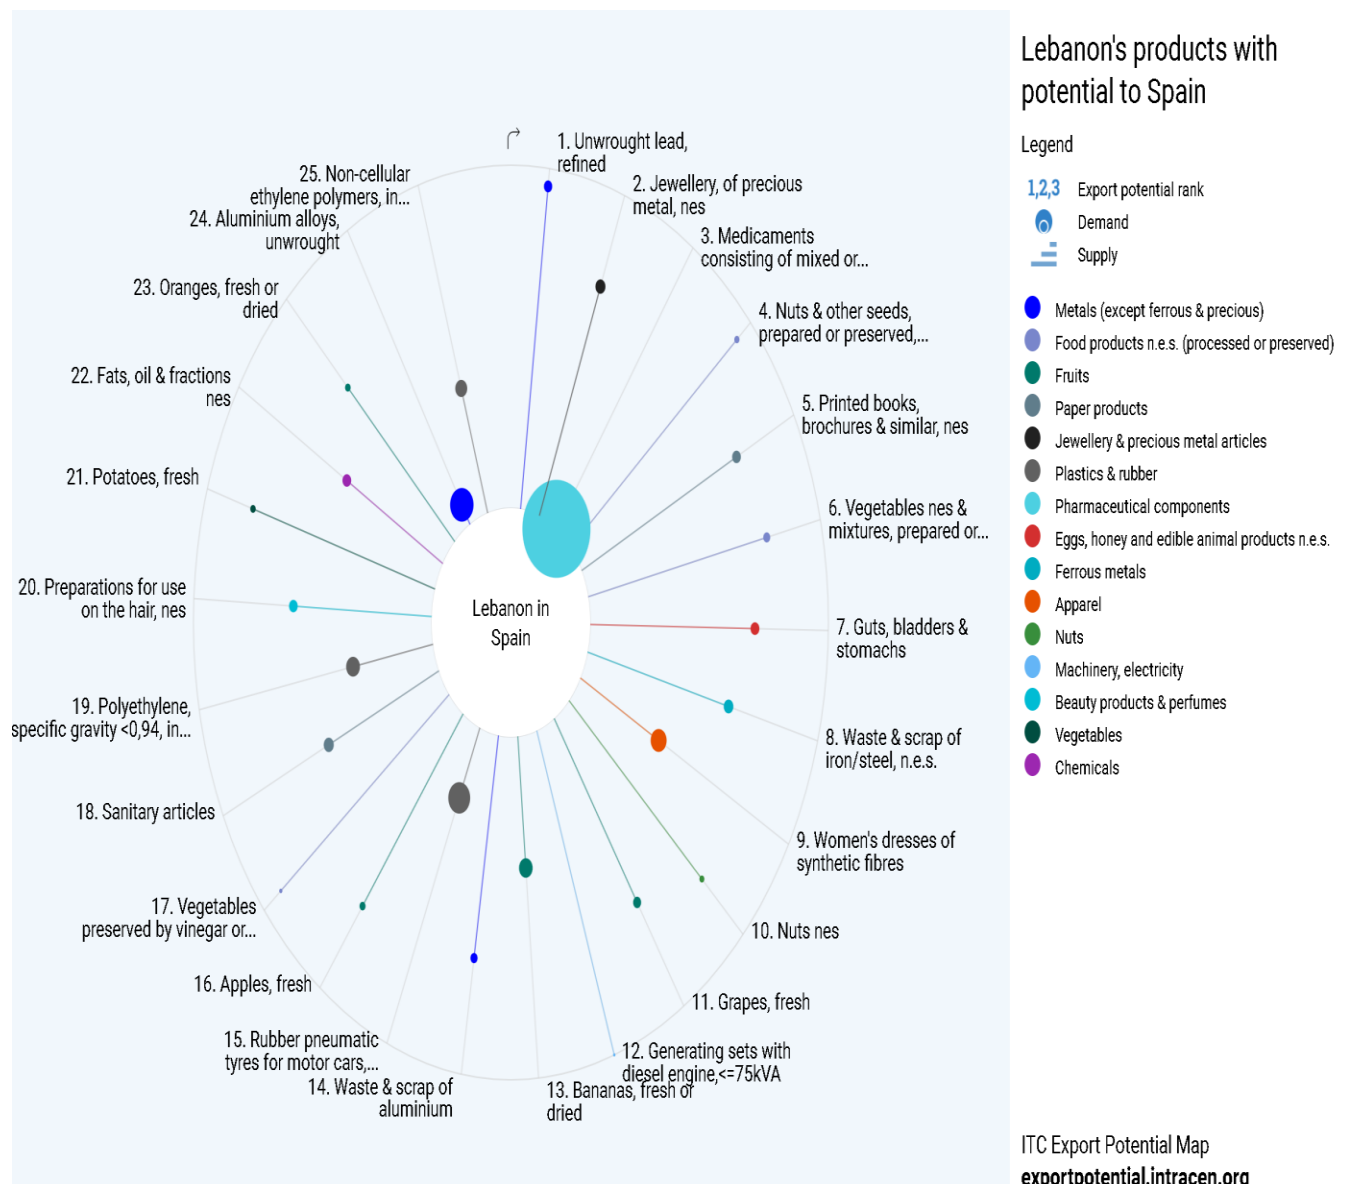 Lebanon's products with
potential to Spain
Legend
1,2,3 Export potential rank
Demand
Supply
Metals (except ferrous & precious)
Food products n.e.s. (processed or preserved)
Fruits
Paper products
Jewellery & precious metal articles
Plastics & rubber
Pharmaceutical components
Eggs, honey and edible animal products n.e.s.
Ferrous metals
Apparel
Nuts
Machinery, electricity
Beauty products & perfumes
Vegetables
Chemicals
1. Unwrought lead,
refined
2. Jewellery, of precious
metal, nes
3. Medicaments
consisting of mixed or...
4. Nuts & other seeds,
prepared or preserved,...
5. Printed books,
brochures & similar, nes
6. Vegetables nes &
mixtures, prepared or...
7. Guts, bladders &
stomachs
8. Waste & scrap of
iron/steel, n.e.s.
9. Women's dresses of
synthetic fibres
10. Nuts nes
11. Grapes, fresh
12. Generating sets with
diesel engine,<=75kVA
13. Bananas, fresh or
dried
14. Waste & scrap of
aluminium
15. Rubber pneumatic
tyres for motor cars,...
16. Apples, fresh
17. Vegetables
preserved by vinegar or...
18. Sanitary articles
19. Polyethylene,
specific gravity <0,94, in...
20. Preparations for use
on the hair, nes
21. Potatoes, fresh
22. Fats, oil & fractions
nes
23. Oranges, fresh or
dried
24. Aluminium alloys,
unwrought
25. Non-cellular
ethylene polymers, in...
Lebanon in
Spain
ITC Export Potential Map
exportpotential.intracen.org